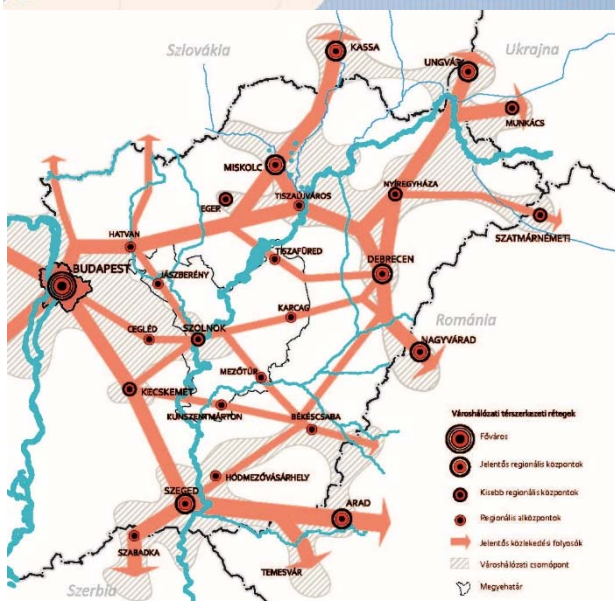 Szlovákia
KASSA
Ukrajna
UNGVÁR
MUNKÁCS
MISKOLC
NYÍREGYHÁZA
TISZAÚJVÁROS
EGER
SZATMÁRNÉMETI
HATVAN
TISZAFÜRED
DEBRECEN
BUDAPEST
JÁSZBERÉNY
KARCAG
Románia
CEGLÉD
SZOLNOK
NAGYVÁRAD
MEZŐTÚR
KECSKEMÉT
KUNSZENTMÁRTON
BÉKÉSCSABA
HÓDMEZŐVÁSÁRHELY
SZEGED
ARAD
SZABADKA
TEMESVÁR
Szerbia
Városhálózati térszerkezeti rétegek
Főváros
Jelentős regionális központok
Kisebb regionális központok
Regionális alközpontok
Jelentős közlekedési folyosók
Városhálózati csomópont
Megyehatár